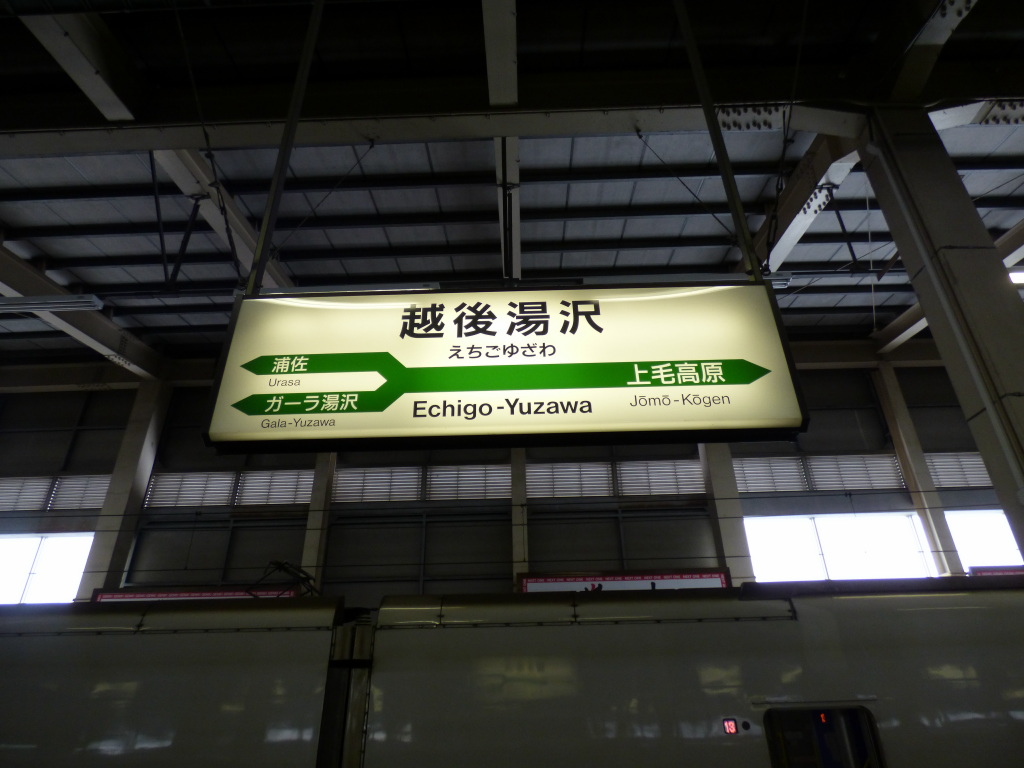 越後湯沢
えちごゆざわ
浦佐
Urasa
ガーラ湯沢
Gala-Yuzawa
Echigo-Yuzawa
上毛高原
Jōmō-Kōgen
13